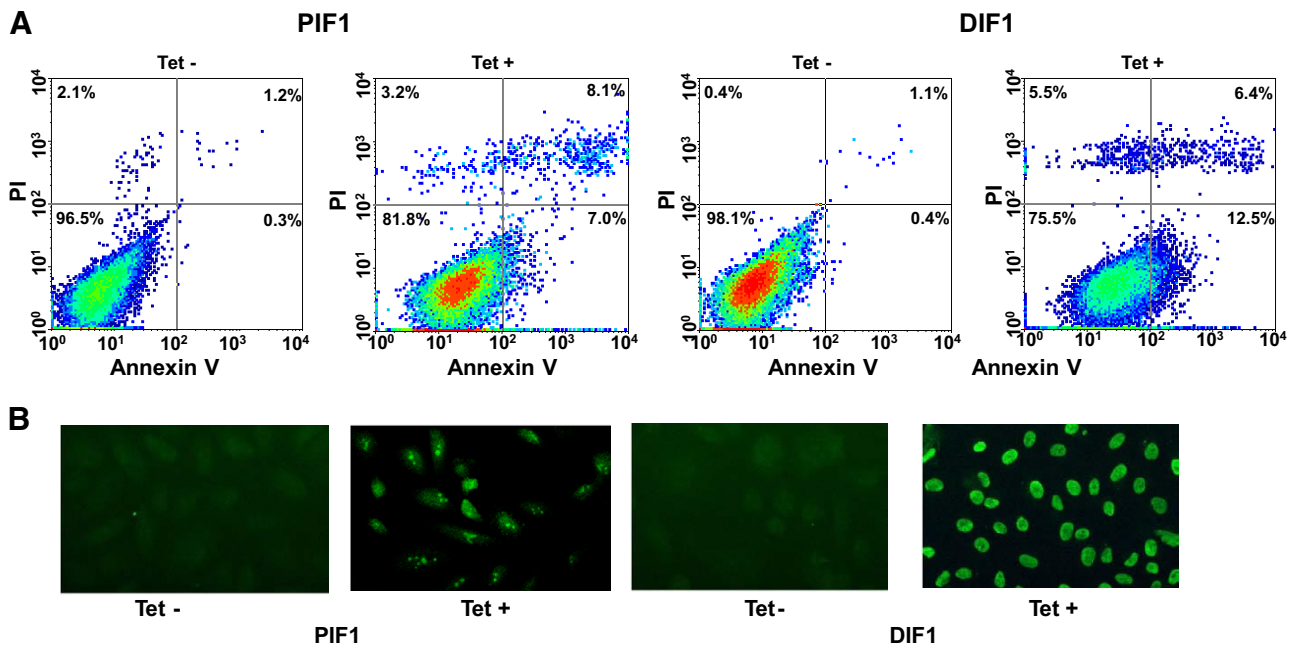 A
PIF1
DIF1
Tet -
Tet +
Tet -
Tet +
2.1%
1.2%
96.5%
0.3%
PI
10⁴
10³
10²
10¹
10⁰
10⁰
10¹
10²
10³
10⁴
Annexin V
3.2%
8.1%
81.8%
7.0%
PI
10⁴
10³
10²
10¹
10⁰
10⁰
10¹
10²
10³
10⁴
Annexin V
0.4%
1.1%
98.1%
0.4%
PI
10⁴
10³
10²
10¹
10⁰
10⁰
10¹
10²
10³
10⁴
Annexin V
5.5%
6.4%
75.5%
12.5%
PI
10⁴
10³
10²
10¹
10⁰
10⁰
10¹
10²
10³
10⁴
Annexin V
B
Tet -
Tet +
Tet -
Tet +
PIF1
DIF1